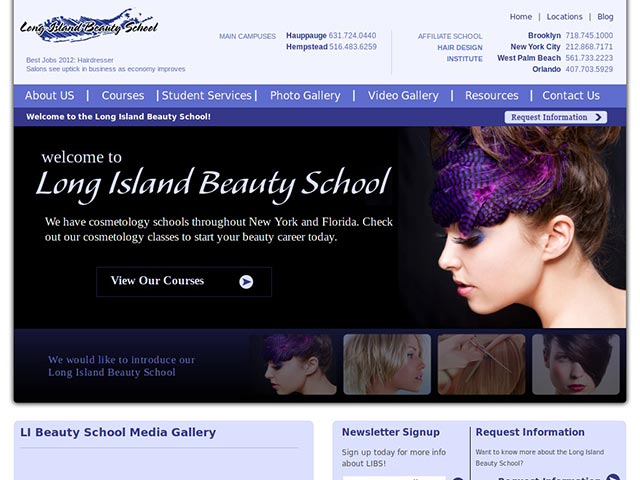 Long Island Beauty School
Best Jobs 2012: Hairdresser
Salons see uptick in business as economy improves
MAIN CAMPUSES
Hauppauge 631.724.0440
Hempstead 516.483.6259
Home | Locations | Blog
AFFILIATE SCHOOL
HAIR DESIGN
INSTITUTE
Brooklyn 718.745.1000
New York City 212.868.7171
West Palm Beach 561.733.2223
Orlando 407.703.5929
About US | Courses | Student Services | Photo Gallery | Video Gallery | Resources | Contact Us
Welcome to the Long Island Beauty School!
Request Information
welcome to
Long Island Beauty School
We have cosmetology schools throughout New York and Florida. Check
out our cosmetology classes to start your beauty career today.
View Our Courses
We would like to introduce our
Long Island Beauty School
LI Beauty School Media Gallery
Newsletter Signup
Sign up today for more info
about LIBS!
Request Information
Want to know more about the Long Island
Beauty School?
Request Information